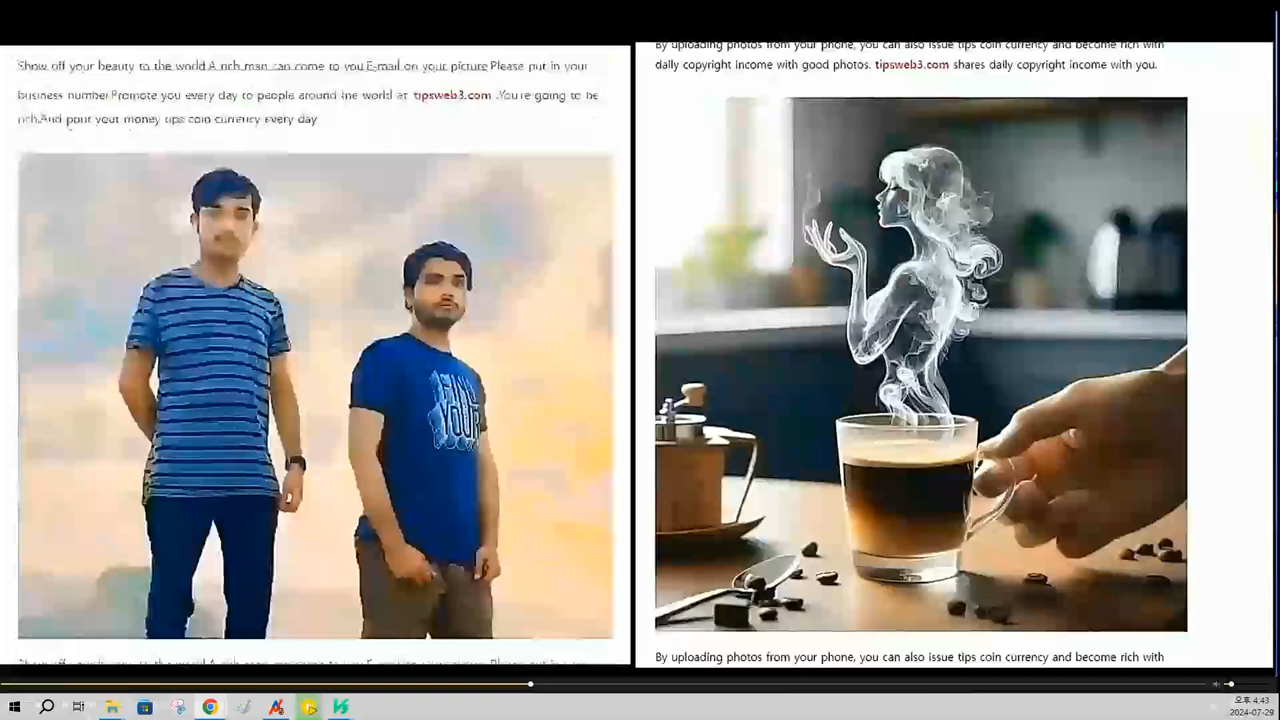 Show off your beauty to the world.A rich man can come to you.E-mail on your picture.Please put in your
business number.Promote you every day to people around the world at tipsweb3.com .You're going to be
rich.And pour your money tips coin currency every day
By uploading photos from your phone, you can also issue tips coin currency and become rich with
daily copyright income with good photos. tipsweb3.com shares daily copyright income with you.
By uploading photos from your phone, you can also issue tips coin currency and become rich with
오후 4:43
2024-07-29